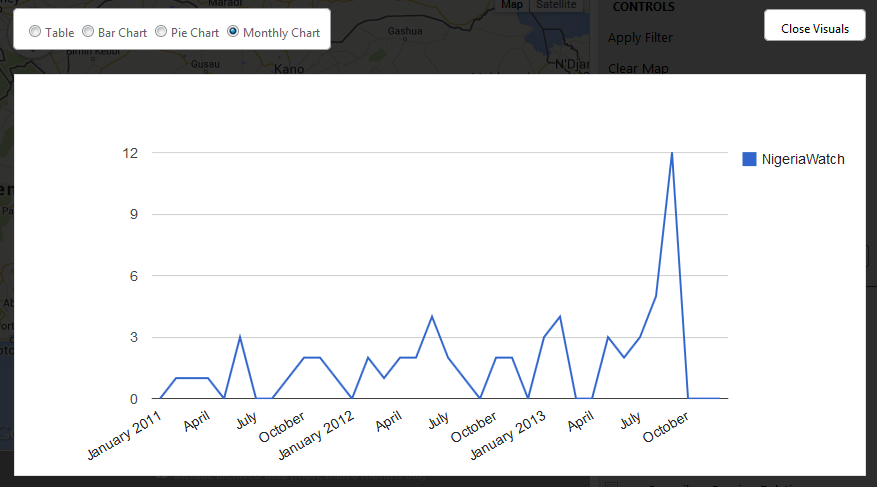 Maradi
CONTROLS
Map Satellite
Table Bar Chart Pie Chart Monthly Chart
Close Visuals
Gashua
Apply Filter
Birnin Kebbi
Gusau
Kano
N'Djam
Clear Map
12
NigeriaWatch
9
6
3
0
January 2011
April
July
October
January 2012
April
July
October
January 2013
April
July
October